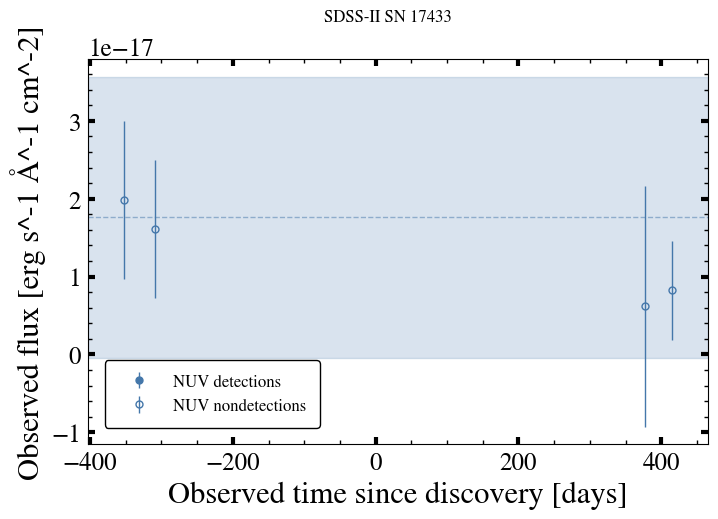 SDSS-II SN 17433
1e−17
Observed flux [erg s^-1 Å^-1 cm^-2]
3
2
1
0
−1
NUV detections
NUV nondetections
−400 −200 0 200 400
Observed time since discovery [days]